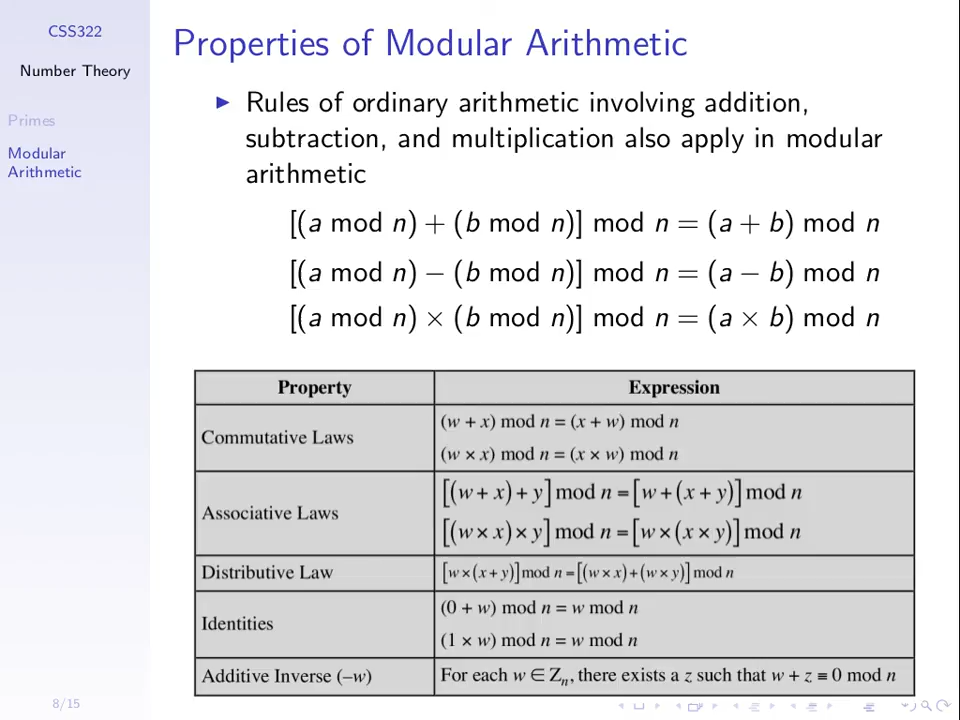 CSS322
Number Theory
Primes
Modular
Arithmetic
8/15
Properties of Modular Arithmetic
▶ Rules of ordinary arithmetic involving addition,
subtraction, and multiplication also apply in modular
arithmetic
[(a mod n) + (b mod n)] mod n = (a + b) mod n
[(a mod n) − (b mod n)] mod n = (a − b) mod n
[(a mod n) × (b mod n)] mod n = (a × b) mod n
Property Expression
Commutative Laws
(w + x) mod n = (x + w) mod n
(w × x) mod n = (x × w) mod n
Associative Laws
[(w + x) + y] mod n = [w + (x + y)] mod n
[(w × x) × y] mod n = [w × (x × y)] mod n
Distributive Law [w × (x + y)] mod n = [(w × x) + (w × y)] mod n
Identities
(0 + w) mod n = w mod n
(1 × w) mod n = w mod n
Additive Inverse (–w) For each w ∈ Zₙ, there exists a z such that w + z ≡ 0 mod n